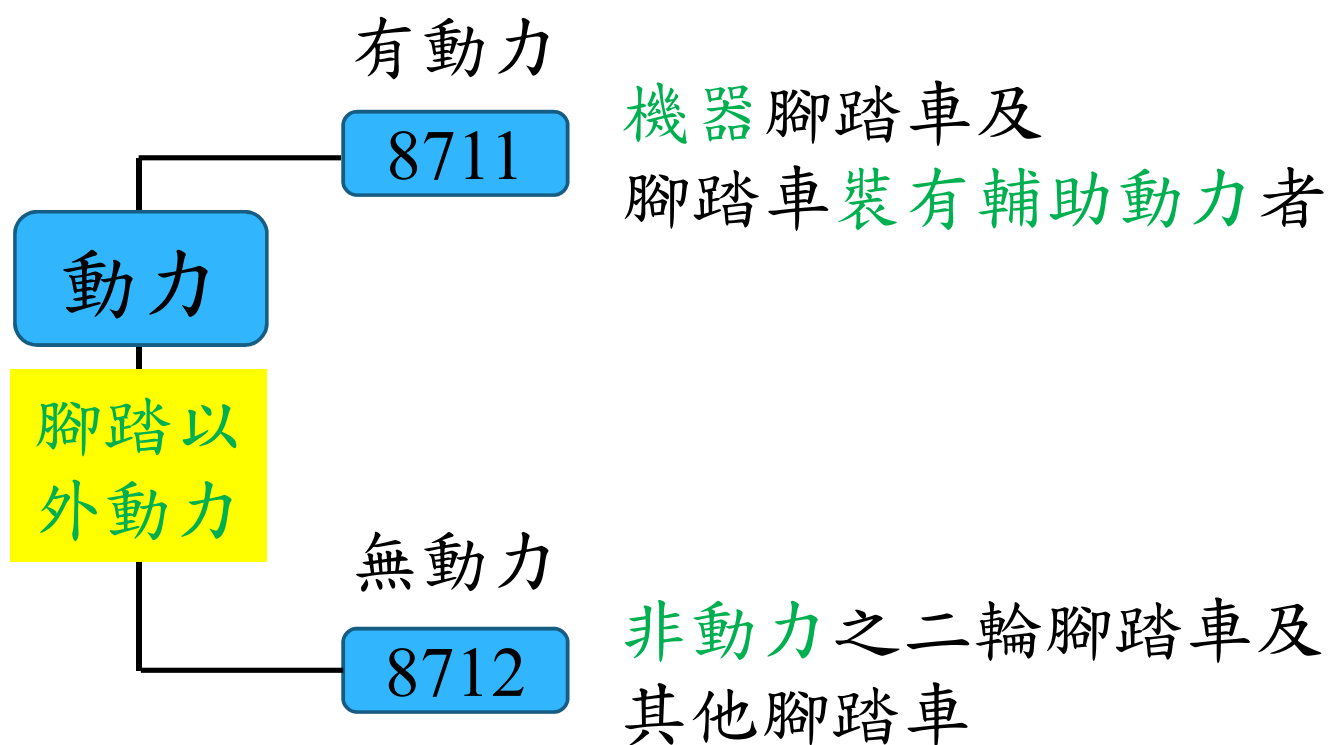 有動力
8711
機器腳踏車及
腳踏車裝有輔助動力者
動力
腳踏以
外動力
無動力
8712
非動力之二輪腳踏車及
其他腳踏車